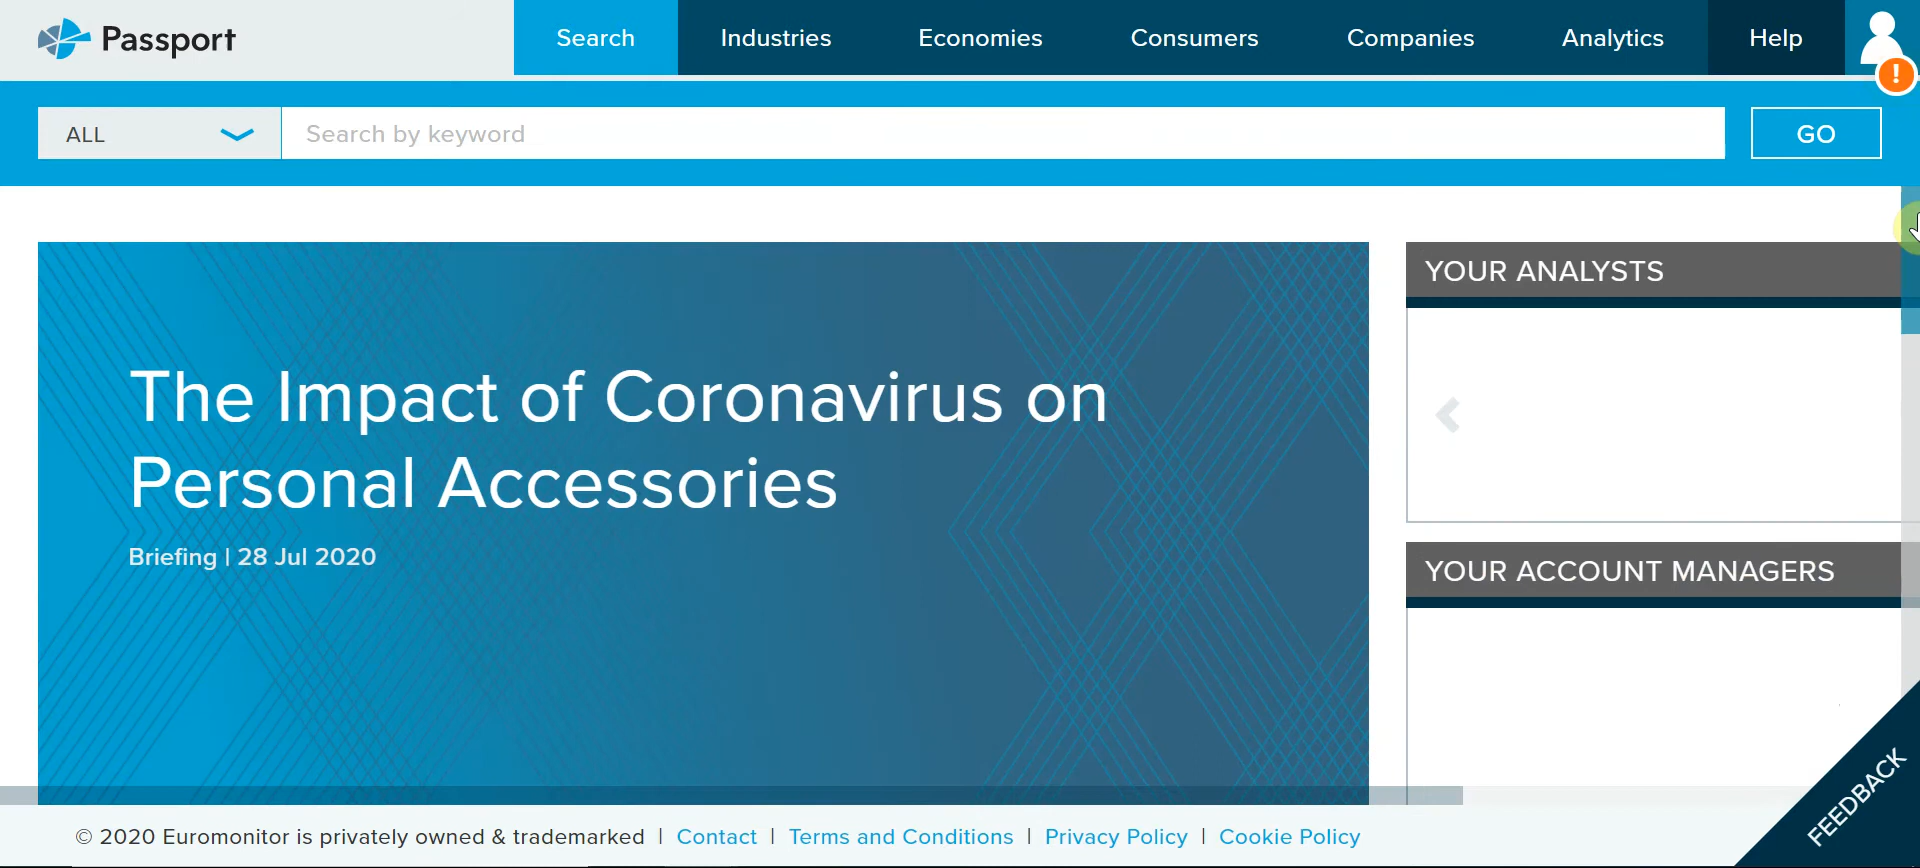 Passport
Search
Industries
Economies
Consumers
Companies
Analytics
Help
!
ALL
Search by keyword
GO
The Impact of Coronavirus on
Personal Accessories
Briefing | 28 Jul 2020
YOUR ANALYSTS
YOUR ACCOUNT MANAGERS
FEEDBACK
© 2020 Euromonitor is privately owned & trademarked | Contact | Terms and Conditions | Privacy Policy | Cookie Policy